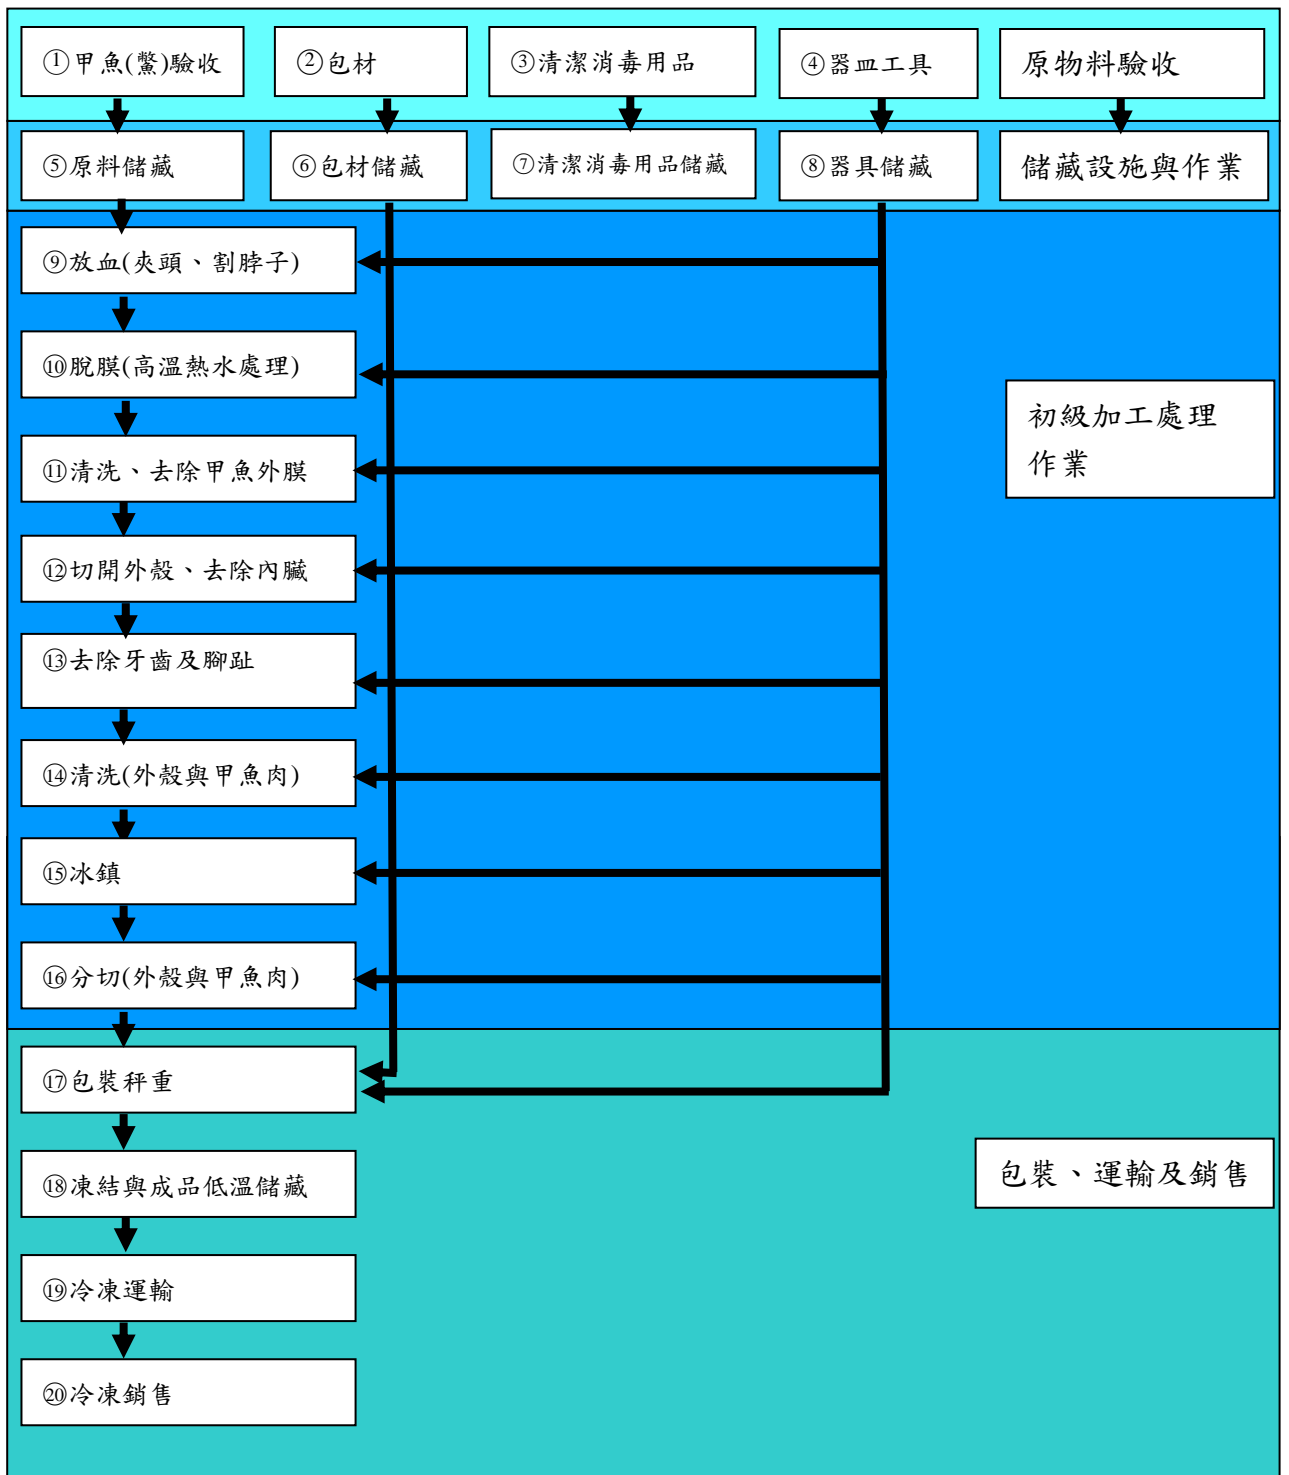 ①甲魚(鱉)驗收
②包材
③清潔消毒用品
④器皿工具
原物料驗收
⑤原料儲藏
⑥包材儲藏
⑦清潔消毒用品儲藏
⑧器具儲藏
儲藏設施與作業
⑨放血(夾頭、割脖子)
⑩脫膜(高溫熱水處理)
初級加工處理
作業
⑪清洗、去除甲魚外膜
⑫切開外殼、去除內臟
⑬去除牙齒及腳趾
⑭清洗(外殼與甲魚肉)
⑮冰鎮
⑯分切(外殼與甲魚肉)
⑰包裝秤重
包裝、運輸及銷售
⑱凍結與成品低溫儲藏
⑲冷凍運輸
⑳冷凍銷售